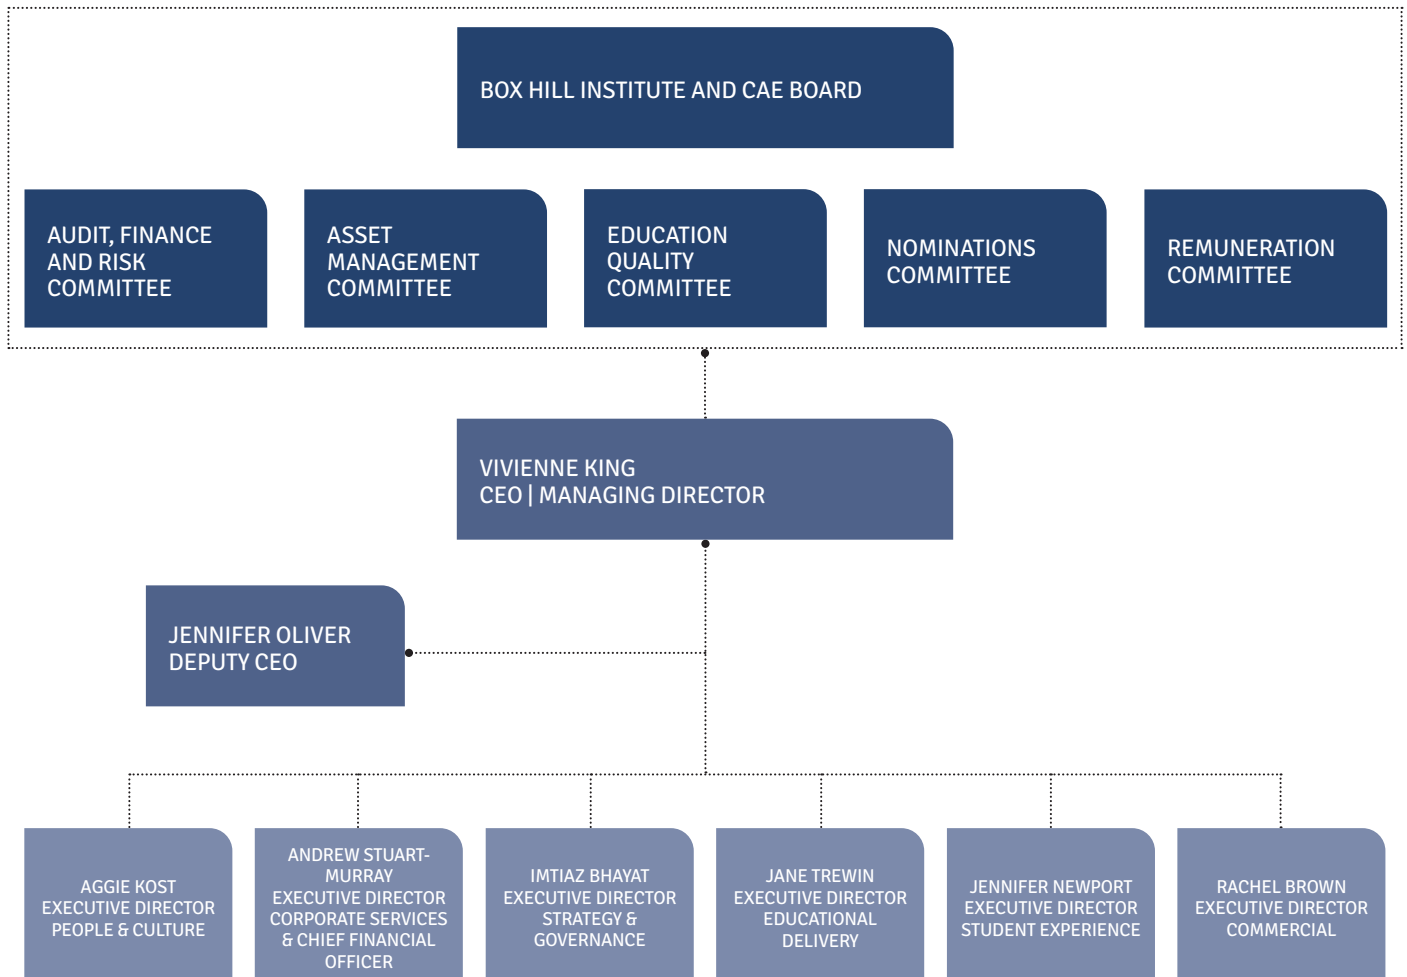 BOX HILL INSTITUTE AND CAE BOARD
AUDIT, FINANCE
AND RISK
COMMITTEE
ASSET
MANAGEMENT
COMMITTEE
EDUCATION
QUALITY
COMMITTEE
NOMINATIONS
COMMITTEE
REMUNERATION
COMMITTEE
VIVIENNE KING
CEO | MANAGING DIRECTOR
JENNIFER OLIVER
DEPUTY CEO
AGGIE KOST
EXECUTIVE DIRECTOR
PEOPLE & CULTURE
ANDREW STUART-
MURRAY
EXECUTIVE DIRECTOR
CORPORATE SERVICES
& CHIEF FINANCIAL
OFFICER
IMTIAZ BHAYAT
EXECUTIVE DIRECTOR
STRATEGY &
GOVERNANCE
JANE TREWIN
EXECUTIVE DIRECTOR
EDUCATIONAL
DELIVERY
JENNIFER NEWPORT
EXECUTIVE DIRECTOR
STUDENT EXPERIENCE
RACHEL BROWN
EXECUTIVE DIRECTOR
COMMERCIAL